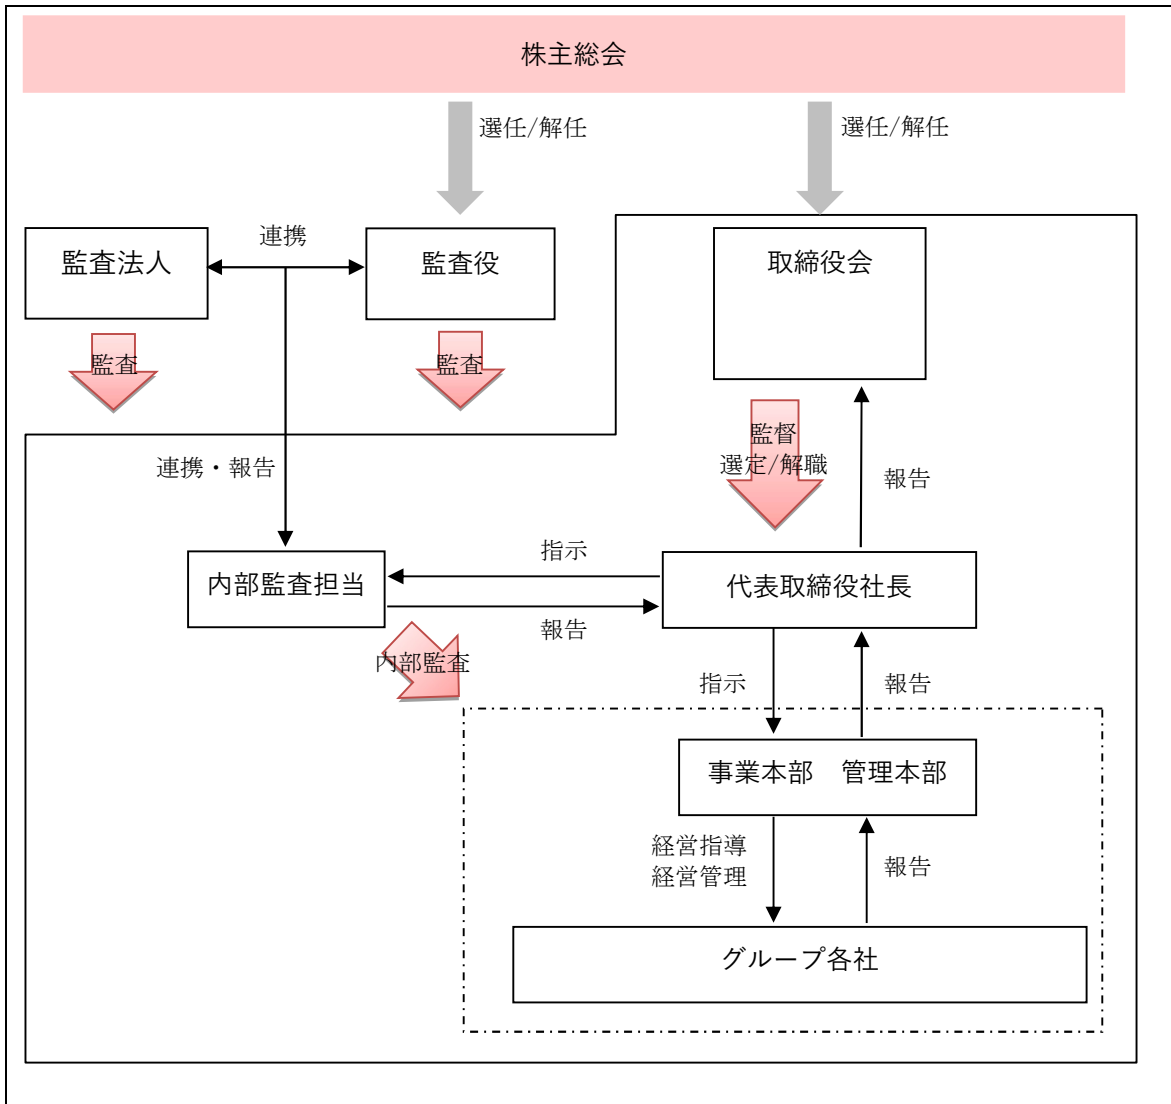 株主総会
選任/解任
選任/解任
監査法人
連携
監査役
取締役会
監査
監査
監督
選定/解職
報告
連携・報告
内部監査担当
指示
報告
代表取締役社長
内部監査
指示
報告
事業本部　管理本部
経営指導
経営管理
報告
グループ各社